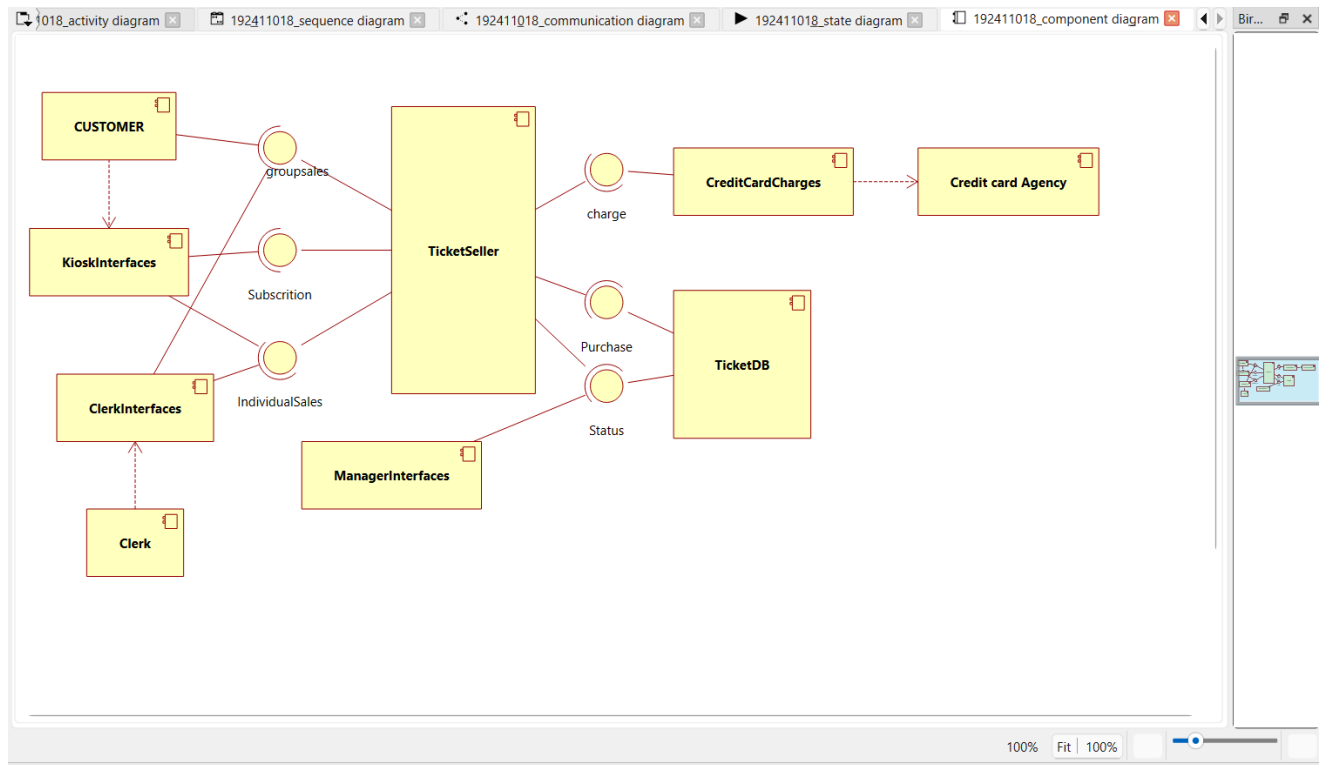 1018_activity diagram
192411018_sequence diagram
192411018_communication diagram
192411018_state diagram
192411018_component diagram
Bir...
CUSTOMER
groupsales
KioskInterfaces
Subscrition
ClerkInterfaces
IndividualSales
Clerk
TicketSeller
ManagerInterfaces
charge
CreditCardCharges
Credit card Agency
Purchase
TicketDB
Status
100%
Fit
100%